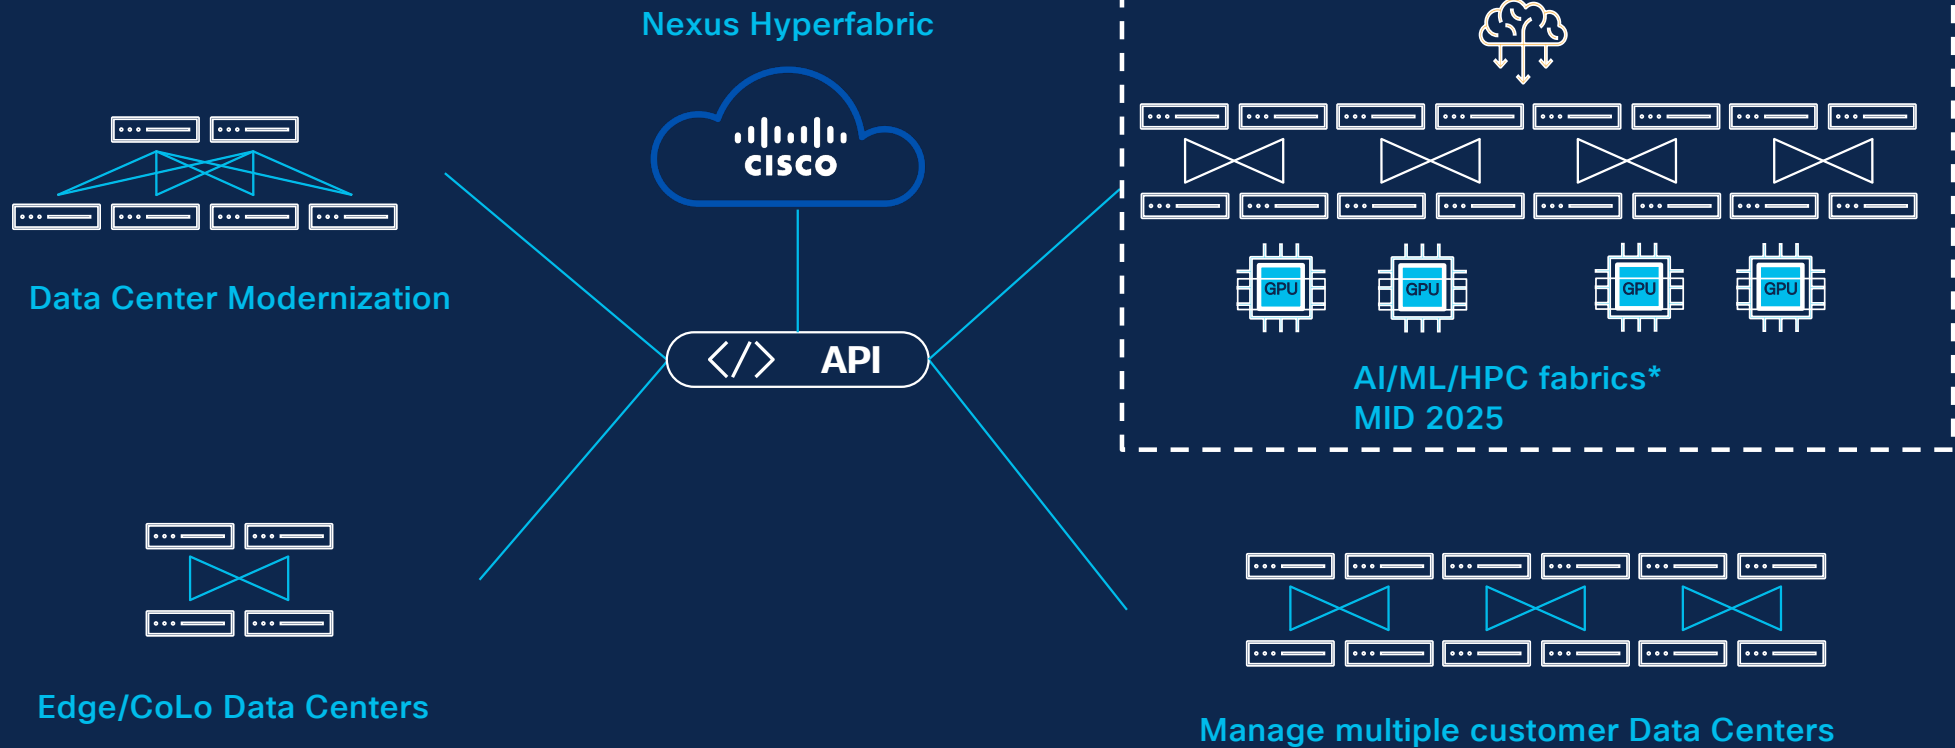 Nexus Hyperfabric
CISCO
Data Center Modernization
GPU
GPU
GPU
GPU
</> API
AI/ML/HPC fabrics*
MID 2025
Edge/CoLo Data Centers
Manage multiple customer Data Centers